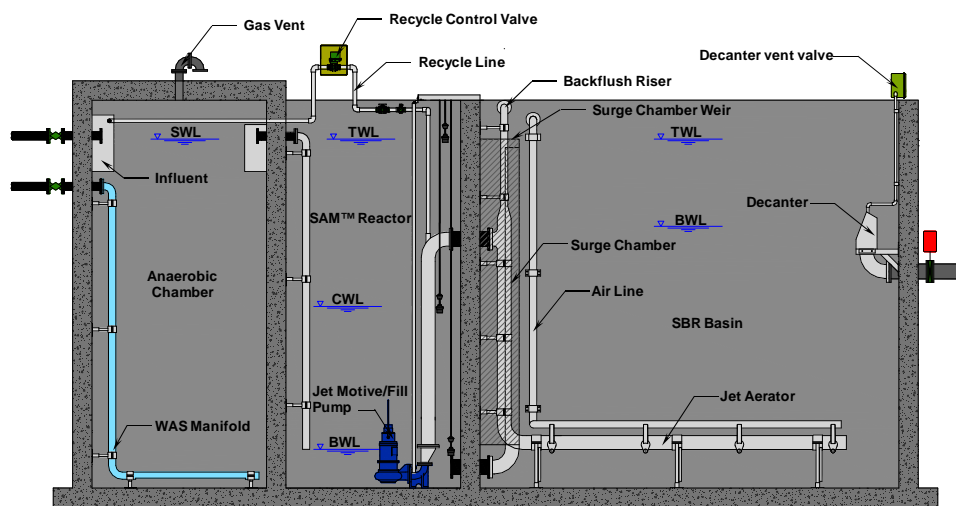 Gas Vent
Recycle Control Valve
Recycle Line
Decanter vent valve
Backflush Riser
Surge Chamber Weir
SWL
TWL
TWL
Influent
SAM™ Reactor
BWL
Decanter
Surge Chamber
Anaerobic
Chamber
CWL
Air Line
SBR Basin
Jet Motive/Fill
Pump
Jet Aerator
WAS Manifold
BWL